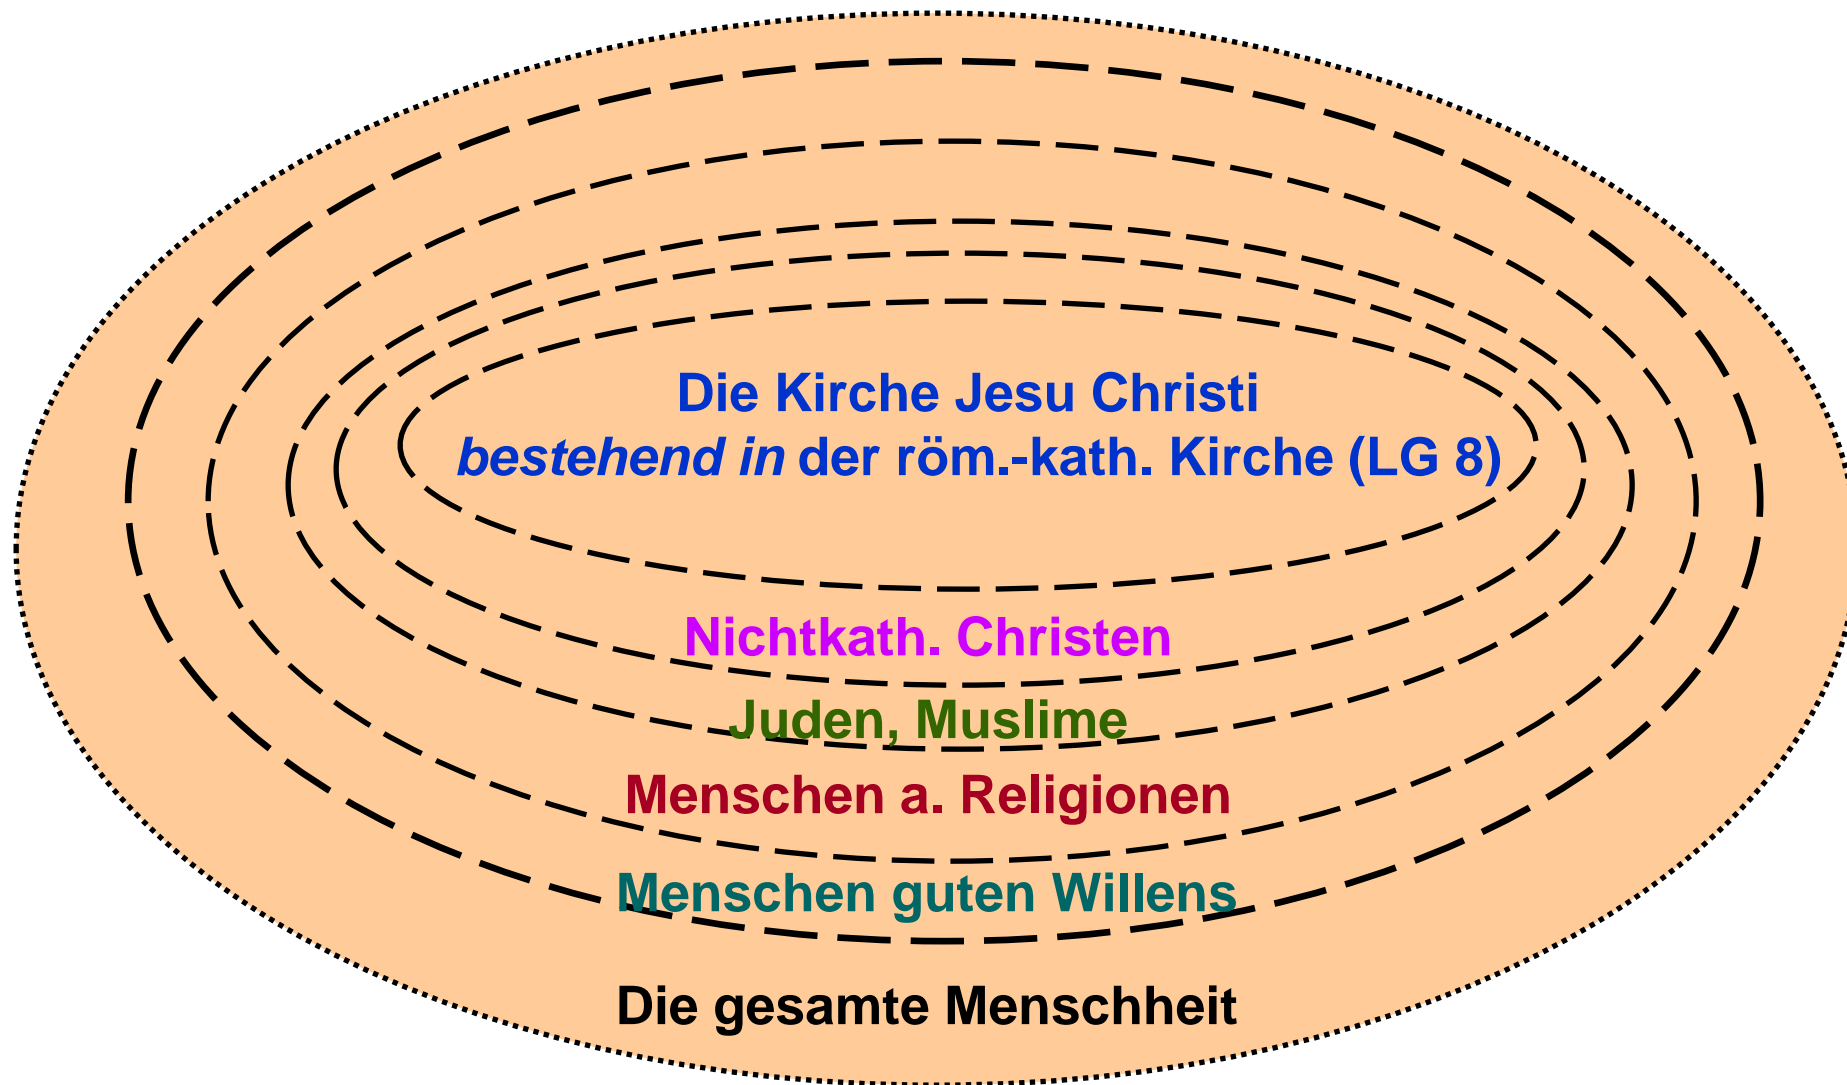 Die Kirche Jesu Christi
bestehend in der röm.-kath. Kirche (LG 8)
Nichtkath. Christen
Juden, Muslime
Menschen a. Religionen
Menschen guten Willens
Die gesamte Menschheit